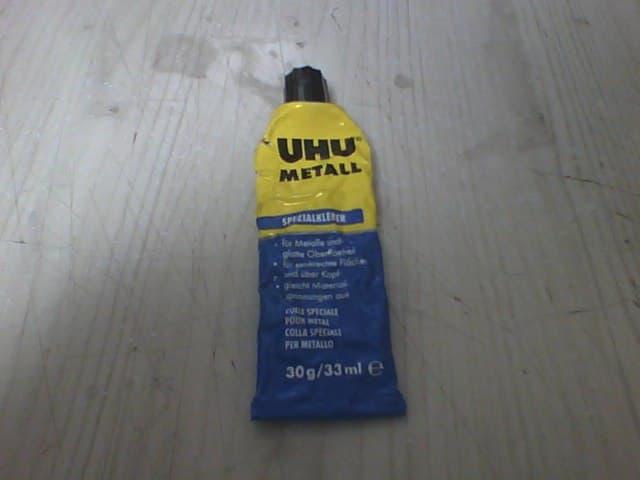 UHU®
METALL
SPEZIALKLEBER
• für Metalle und
glatte Oberflächen
• für senkrechte Flächen
und über Kopf
• gleicht Material-
spannungen aus
COLLE SPECIALE
POUR METAL
COLLA SPECIALE
PER METALLO
30g/33ml ℮